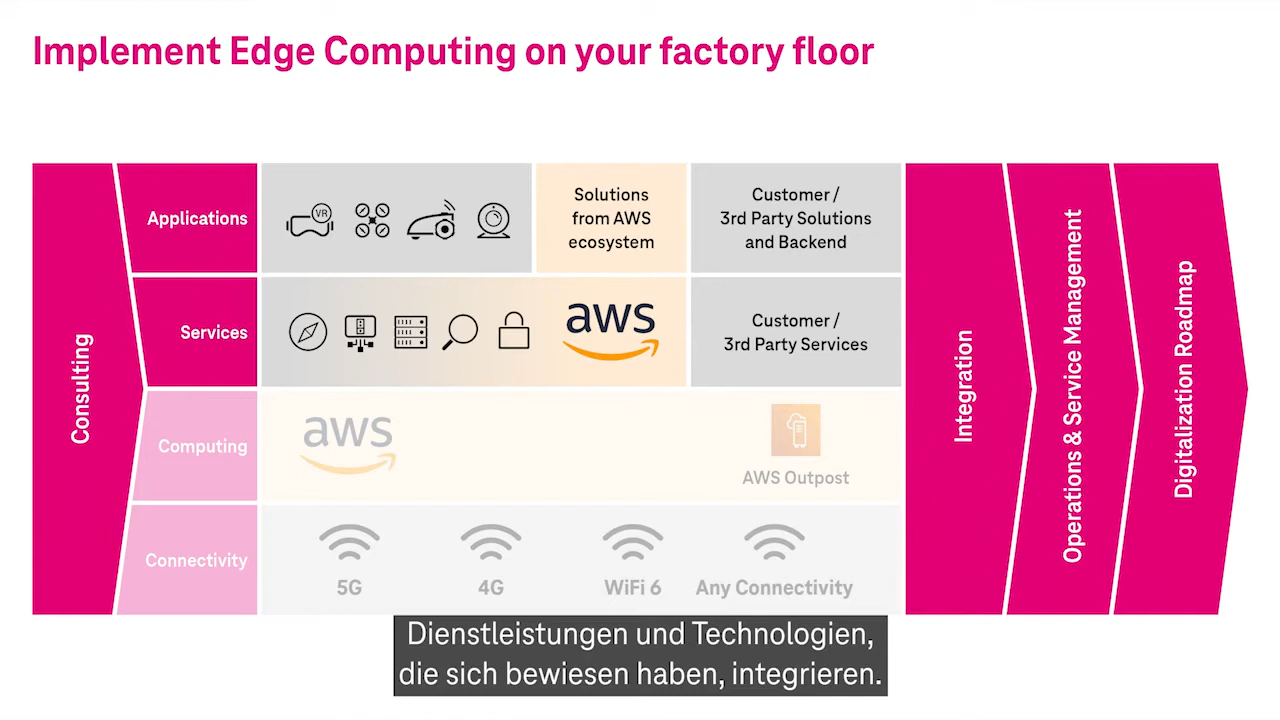 Implement Edge Computing on your factory floor
Consulting
Applications
VR
Solutions
from AWS
ecosystem
Customer /
3rd Party Solutions
and Backend
Services
aws
Customer /
3rd Party Services
Computing
aws
AWS Outpost
Connectivity
5G
4G
WiFi 6
Any Connectivity
Integration
Operations & Service Management
Digitalization Roadmap
Dienstleistungen und Technologien,
die sich bewiesen haben, integrieren.